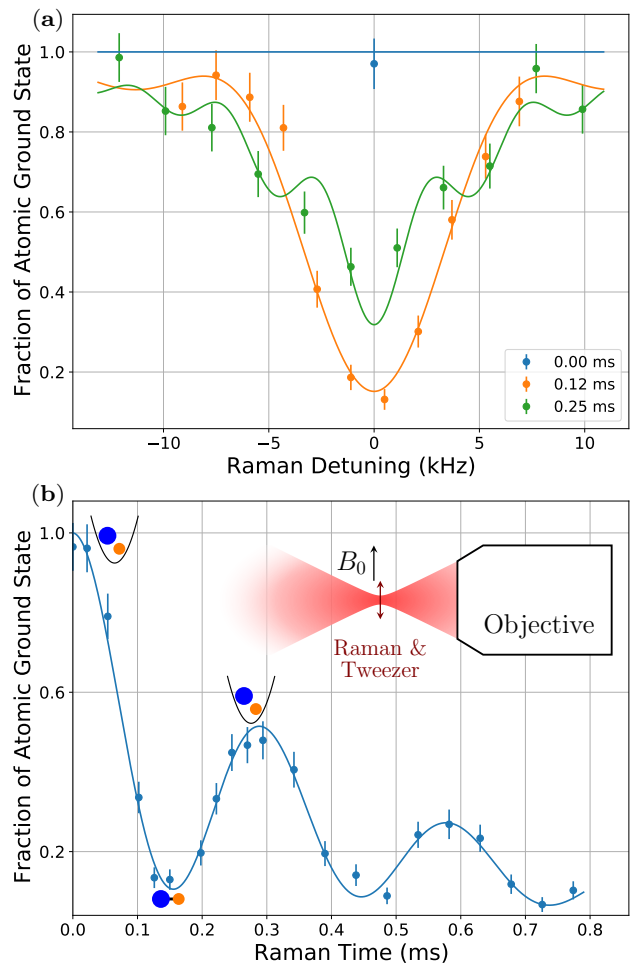 (a)
Fraction of Atomic Ground State
1.0
0.8
0.6
0.4
0.2
0.00 ms
0.12 ms
0.25 ms
−10
−5
0
5
10
Raman Detuning (kHz)
(b)
Fraction of Atomic Ground State
1.0
0.6
0.2
B₀
Objective
Raman &
Tweezer
0.0
0.1
0.2
0.3
0.4
0.5
0.6
0.7
0.8
Raman Time (ms)